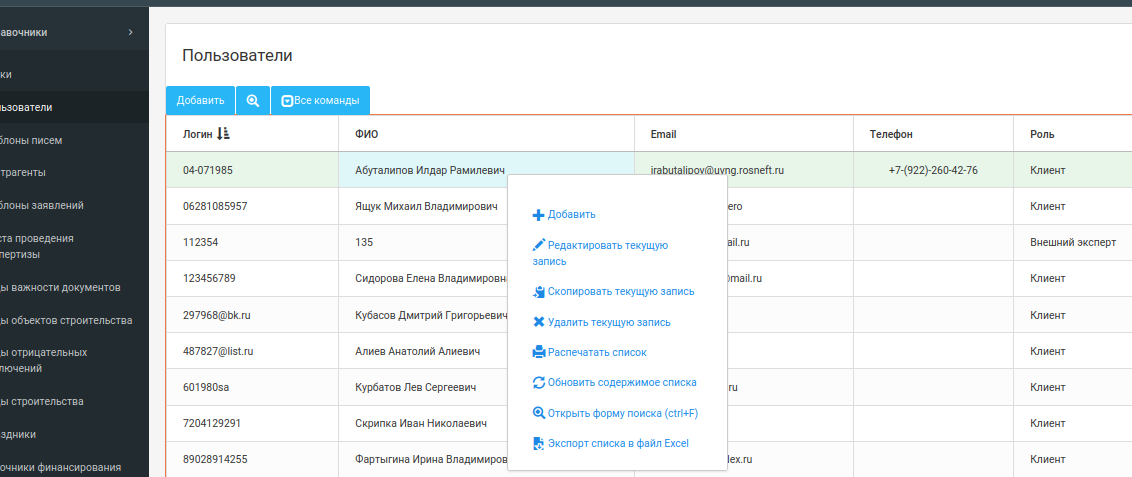 авочники
ки
ьзователи
блоны писем
трагенты
блоны заявлений
ста проведения
пертизы
ы важности документов
ы объектов строительства
ы отрицательных
лючений
ы строительства
здники
очники финансирования
Пользователи
Добавить Все команды
Логин ФИО Email Телефон Роль
04-071985 Абуталипов Илдар Рамилевич irabutalipov@uvng.rosneft.ru +7-(922)-260-42-76 Клиент
06281085957 Ящук Михаил Владимирович ero Клиент
112354 135 ail.ru Внешний эксперт
123456789 Сидорова Елена Владимировн mail.ru Клиент
297968@bk.ru Кубасов Дмитрий Григорьевич Клиент
487827@list.ru Алиев Анатолий Алиевич Клиент
601980sa Курбатов Лев Сергеевич ru Клиент
7204129291 Скрипка Иван Николаевич Клиент
89028914255 Фартыгина Ирина Владимиров lex.ru Клиент
Добавить
Редактировать текущую
запись
Скопировать текущую запись
Удалить текущую запись
Распечатать список
Обновить содержимое списка
Открыть форму поиска (ctrl+F)
Экспорт списка в файл Excel